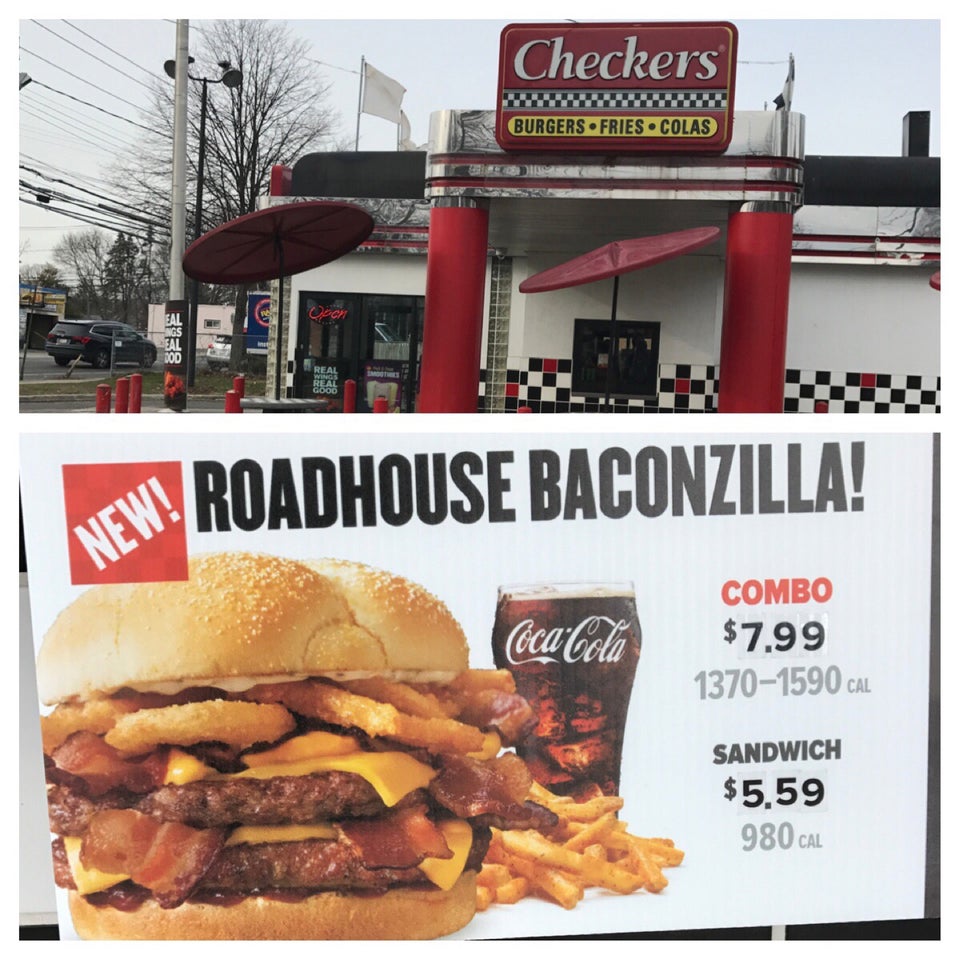 Checkers
BURGERS • FRIES • COLAS
Open
REAL
WINGS
REAL
GOOD
SMOOTHIES
NEW!
ROADHOUSE BACONZILLA!
Coca-Cola
COMBO
$7.99
1370–1590 CAL
SANDWICH
$5.59
980 CAL